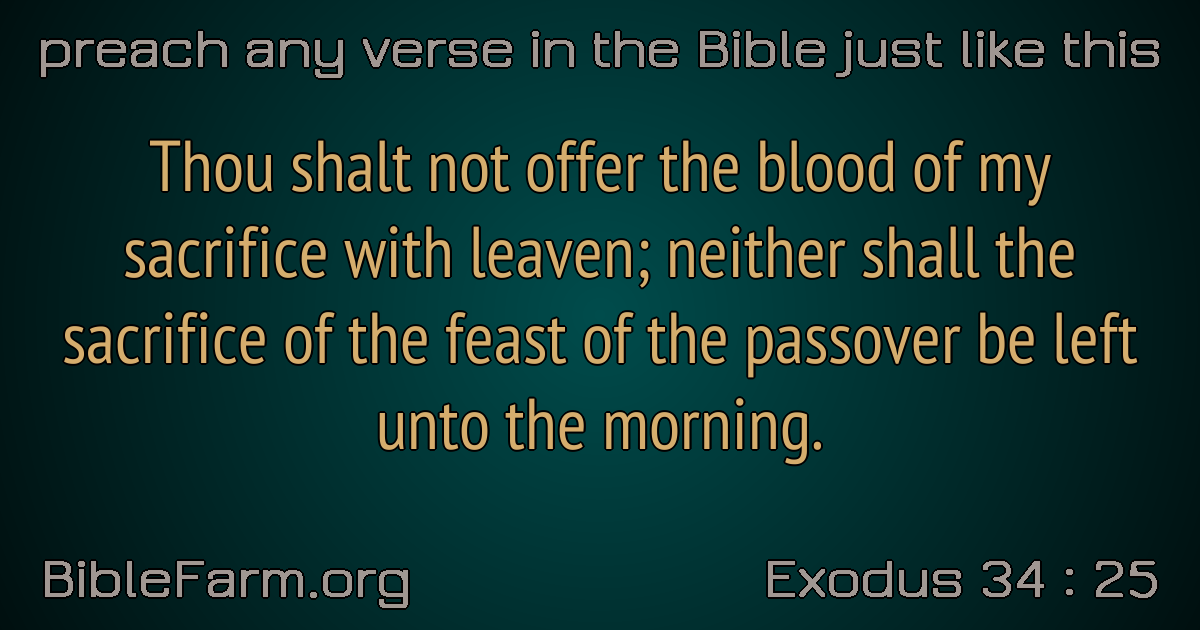 preach any verse in the Bible just like this
Thou shalt not offer the blood of my
sacrifice with leaven; neither shall the
sacrifice of the feast of the passover be left
unto the morning.
BibleFarm.org
Exodus 34 : 25